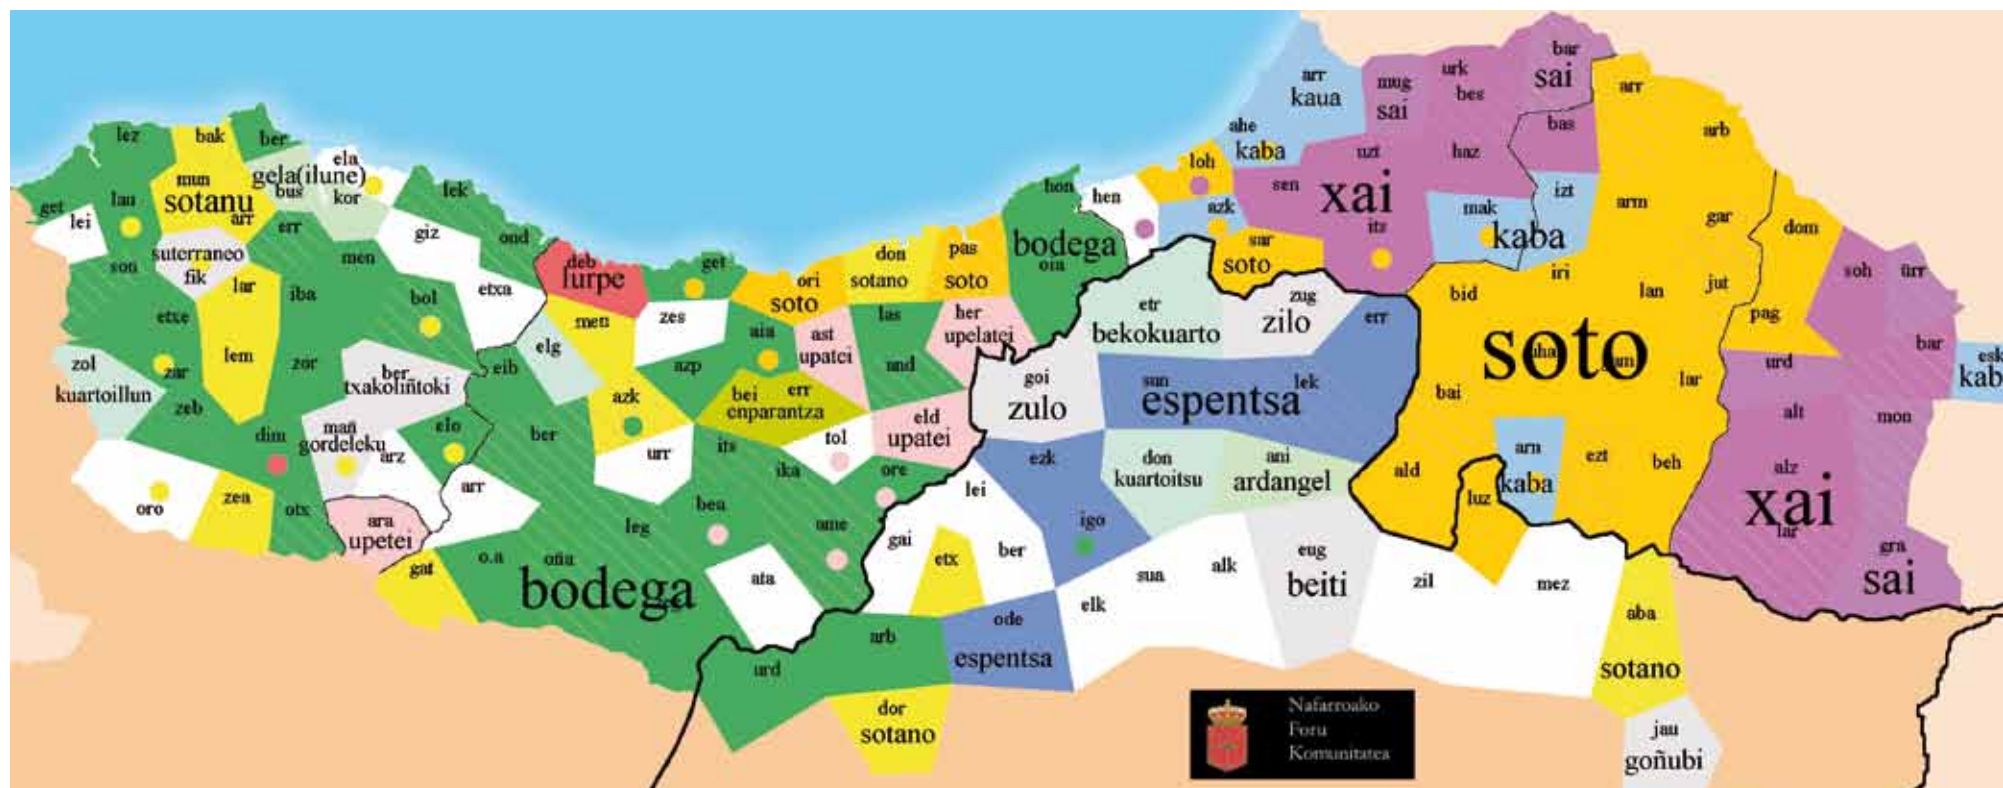 bar
sai
arr
kaua
mug
sai
urk
bes
arr
lez
bak
ber
ahe
kaba
bas
arb
ela
gela(ilune)
loh
uzt
haz
mun
sotanu
arr
bus
kor
lek
hon
hen
sen
xai
its
izt
get
lau
lei
azk
mak
kaba
arm
gar
err
giz
ond
bodega
oia
sar
soto
dom
suterraneo
fik
son
men
deb
lurpe
get
don
sotano
pas
soto
iri
soh
ürr
lar
iba
bol
etxa
ori
soto
etr
bekokuarto
zug
zilo
err
bid
lan
jut
etxe
men
zes
aia
ast
upatei
las
her
upelatei
soto
uha
am
pag
bar
esk
kab
lem
zor
elg
eib
zol
kuartoillun
zar
ber
txakoliñtoki
azp
and
goi
zulo
sun
espentsa
lek
bai
lar
urd
zeb
azk
bei
err
enparantza
dim
mañ
gordeleku
arz
elo
ber
eld
upatei
alt
mon
urr
its
tol
ika
ore
ezk
don
kuartoitsu
ani
ardangel
ald
arn
kaba
ezt
beh
luz
alz
xai
lar
oro
zea
otx
ara
upetei
arr
leg
bea
ame
lei
gai
igo
ber
etx
gat
o.a
oña
bodega
ata
sua
alk
eug
beiti
zil
mez
gra
sai
elk
ode
espentsa
arb
urd
aba
sotano
dor
sotano
jau
goñubi
Nafarroako
Foru
Komunitatea